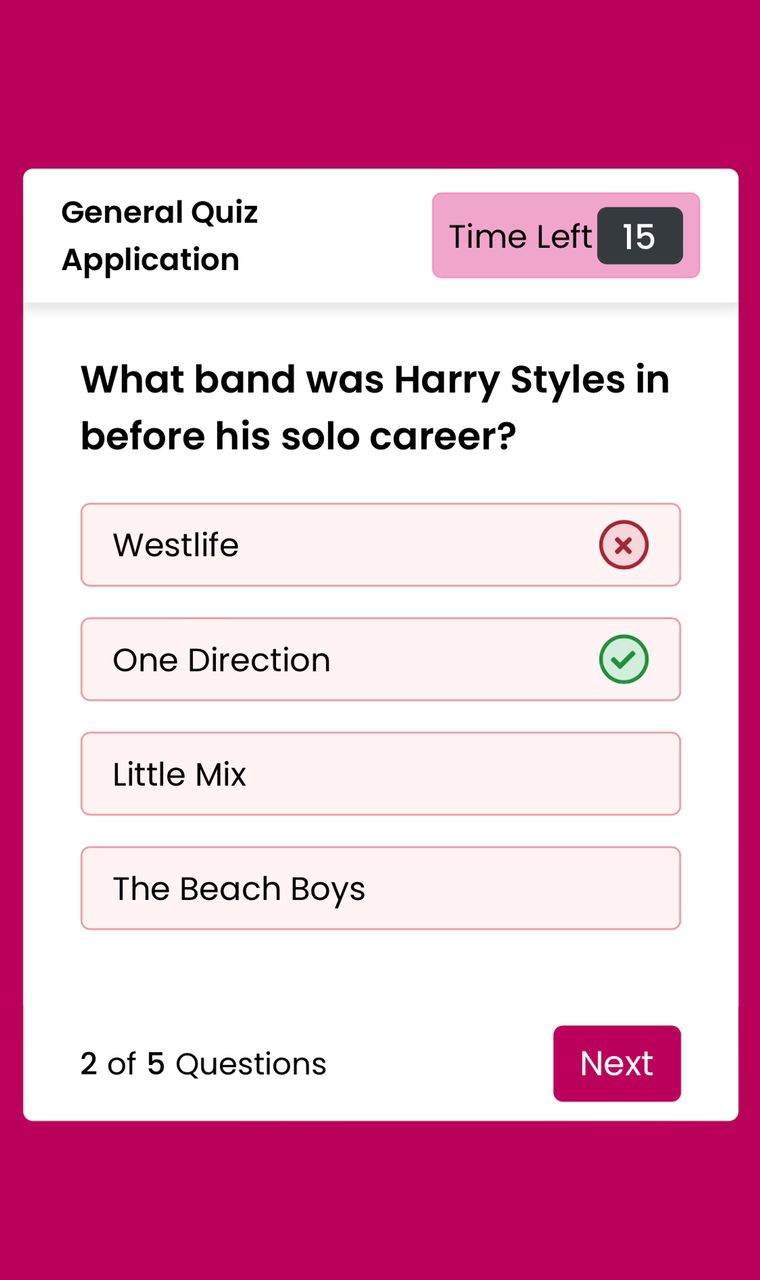 General Quiz
Application
Time Left 15
What band was Harry Styles in
before his solo career?
Westlife
One Direction
Little Mix
The Beach Boys
2 of 5 Questions
Next